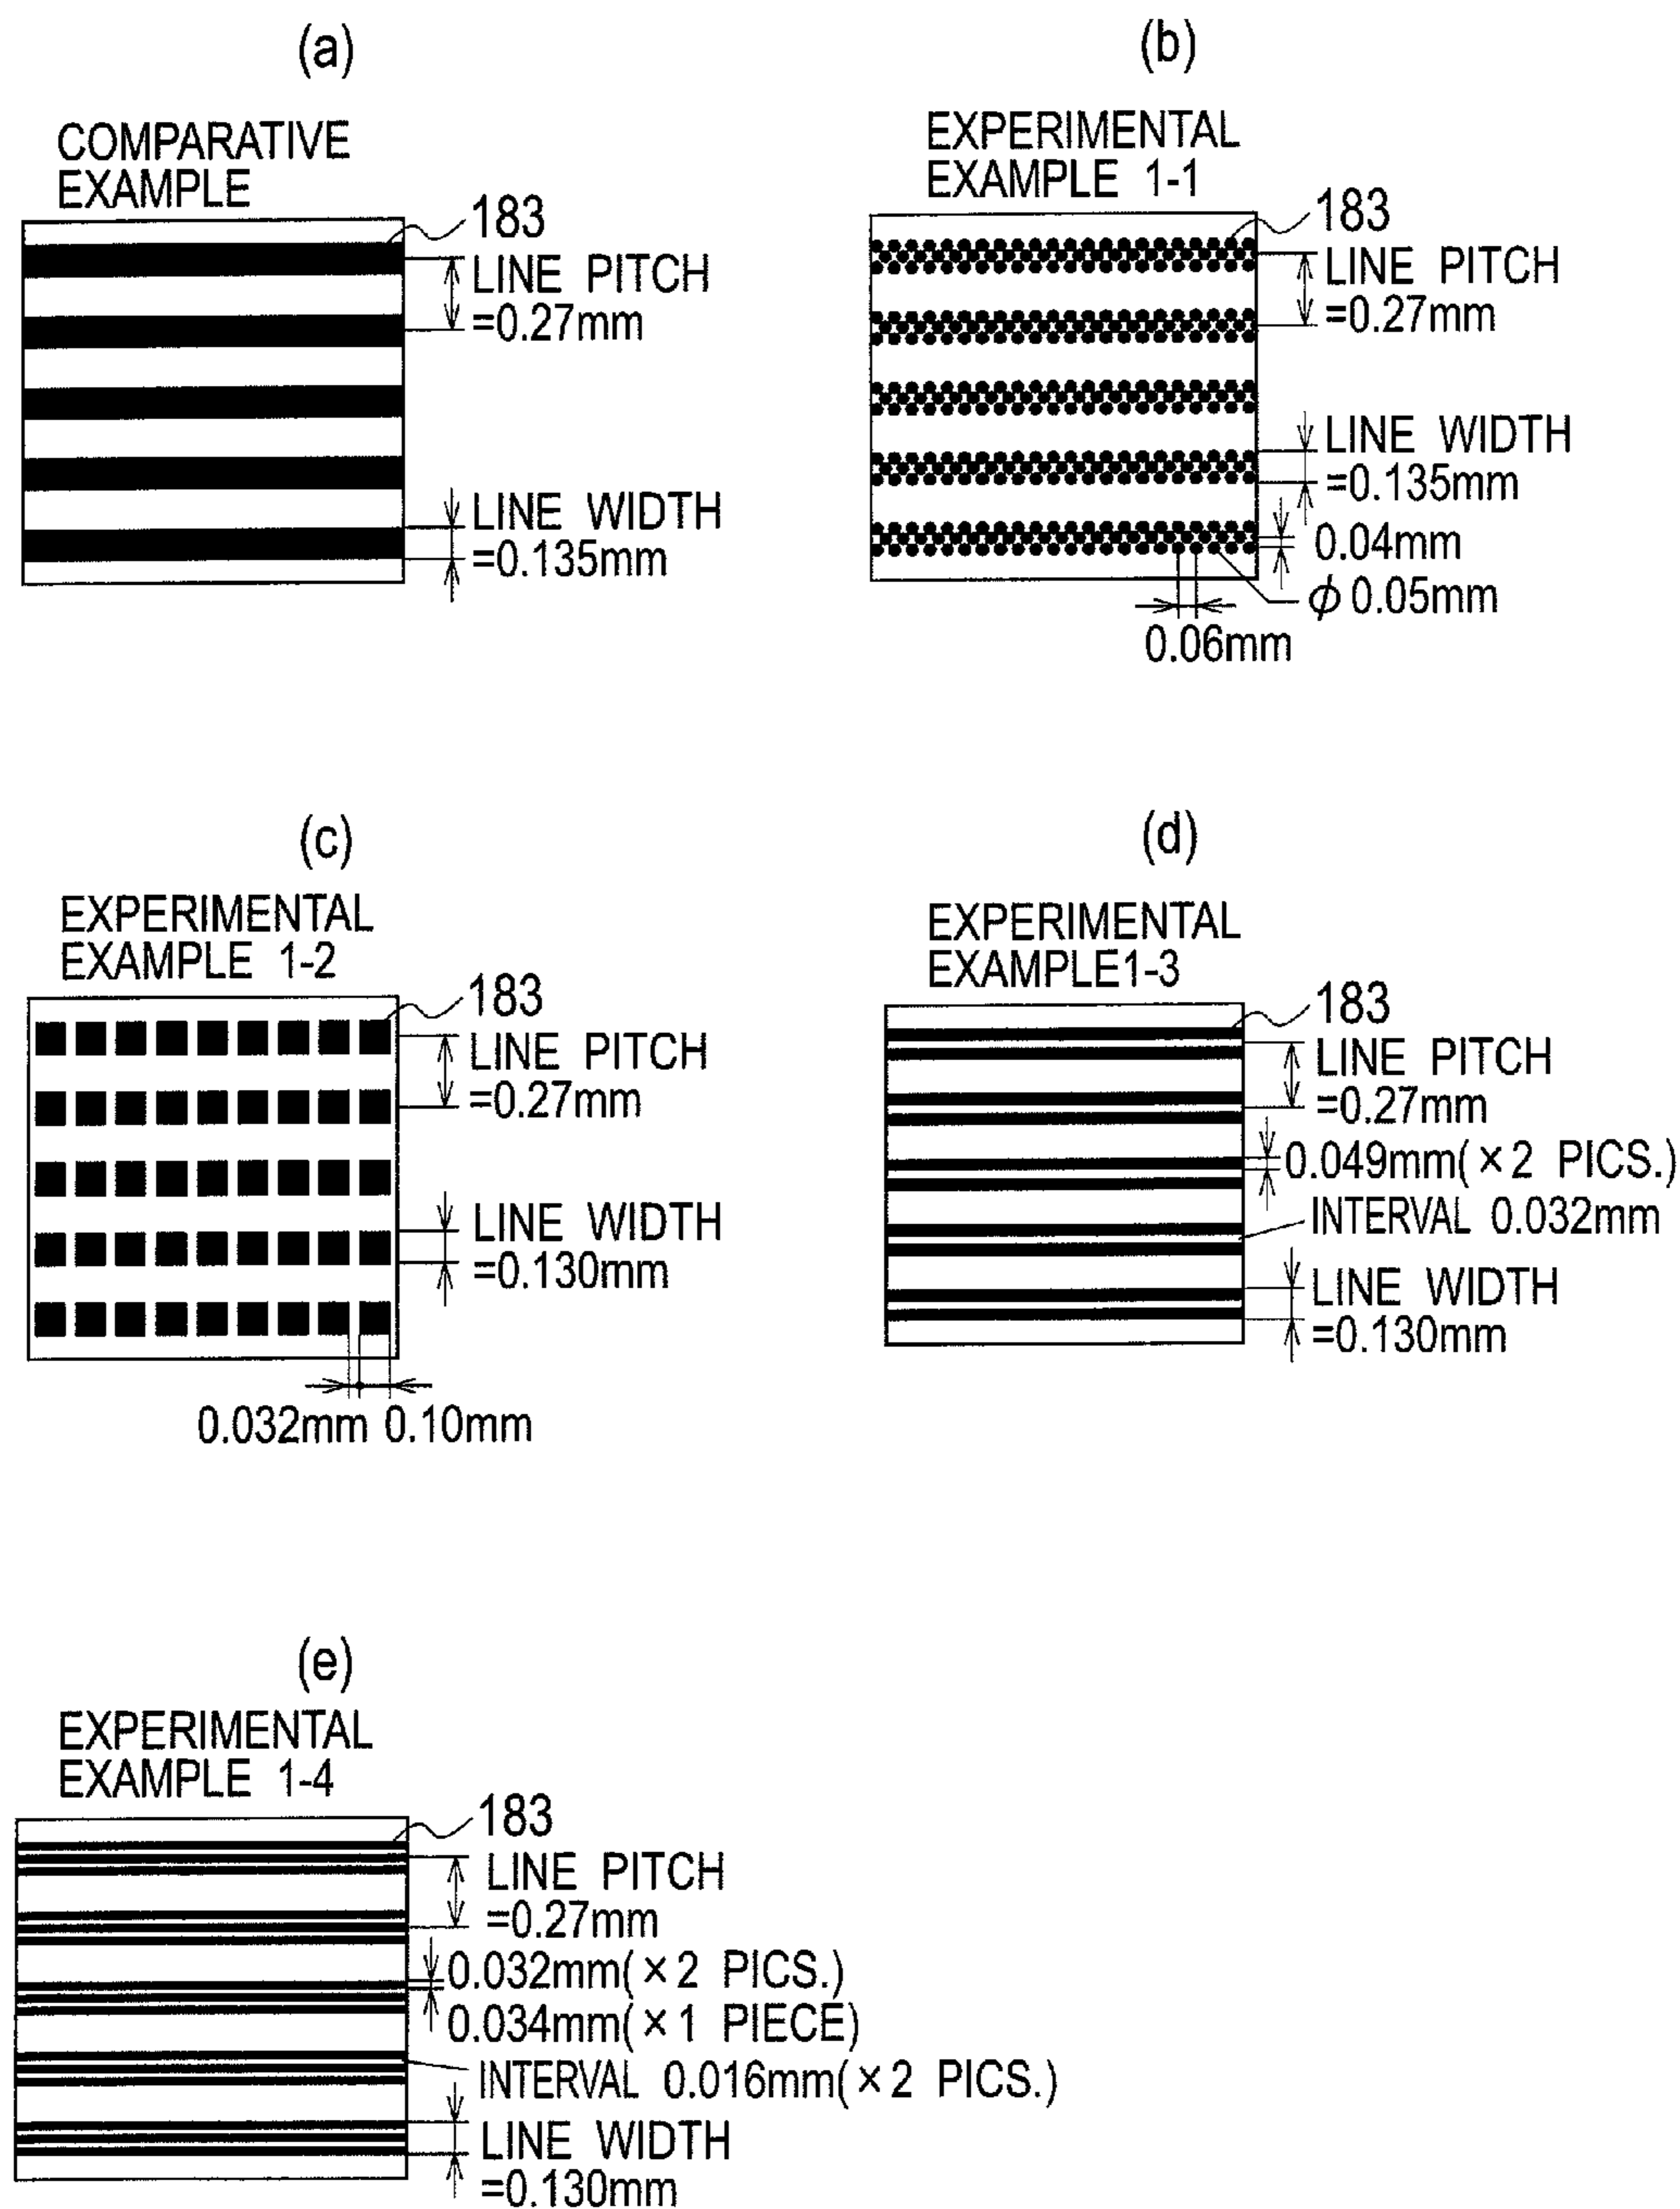 (a)
COMPARATIVE
EXAMPLE
183
LINE PITCH
=0.27mm
LINE WIDTH
=0.135mm
(b)
EXPERIMENTAL
EXAMPLE 1-1
183
LINE PITCH
=0.27mm
LINE WIDTH
=0.135mm
0.04mm
ϕ 0.05mm
0.06mm
(c)
EXPERIMENTAL
EXAMPLE 1-2
183
LINE PITCH
=0.27mm
LINE WIDTH
=0.130mm
0.032mm 0.10mm
(d)
EXPERIMENTAL
EXAMPLE1-3
183
LINE PITCH
=0.27mm
0.049mm(×2 PICS.)
INTERVAL 0.032mm
LINE WIDTH
=0.130mm
(e)
EXPERIMENTAL
EXAMPLE 1-4
183
LINE PITCH
=0.27mm
0.032mm(×2 PICS.)
0.034mm(×1 PIECE)
INTERVAL 0.016mm(×2 PICS.)
LINE WIDTH
=0.130mm